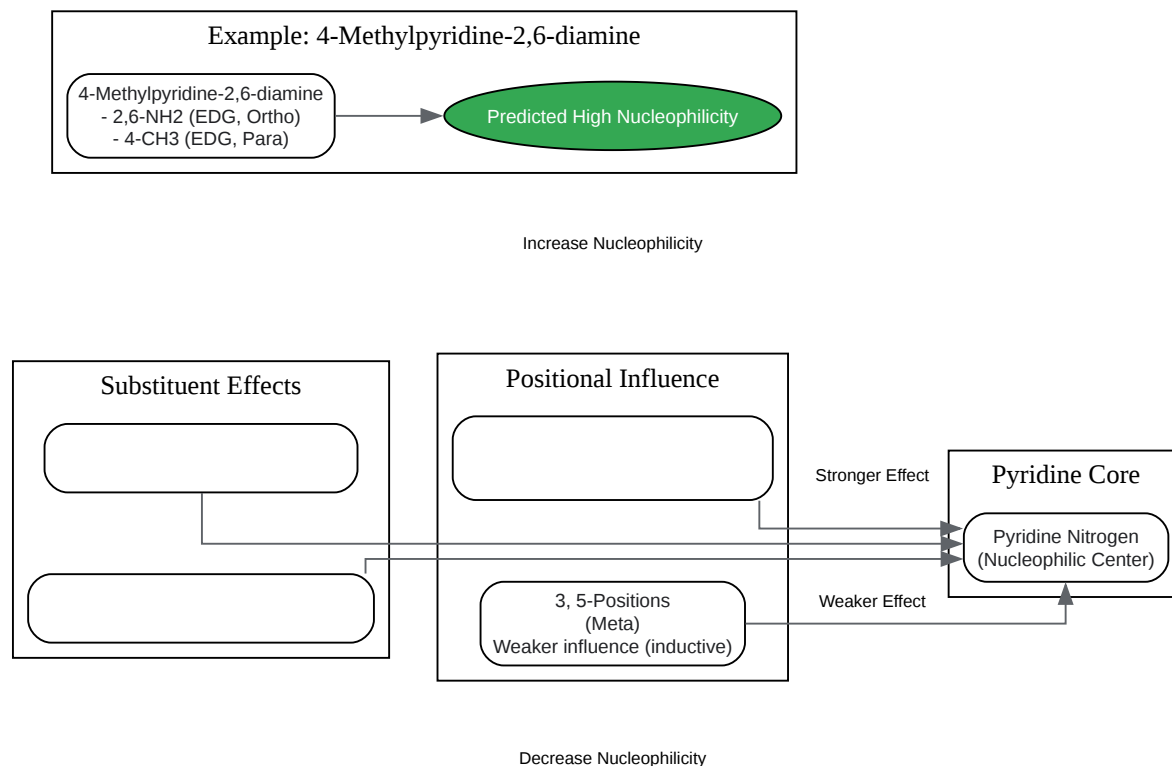 Example: 4-Methylpyridine-2,6-diamine
4-Methylpyridine-2,6-diamine
- 2,6-NH2 (EDG, Ortho)
- 4-CH3 (EDG, Para)
Predicted High Nucleophilicity
Increase Nucleophilicity
Substituent Effects
Positional Influence
Stronger Effect
Pyridine Core
Pyridine Nitrogen
(Nucleophilic Center)
3, 5-Positions
(Meta)
Weaker influence (inductive)
Weaker Effect
Decrease Nucleophilicity